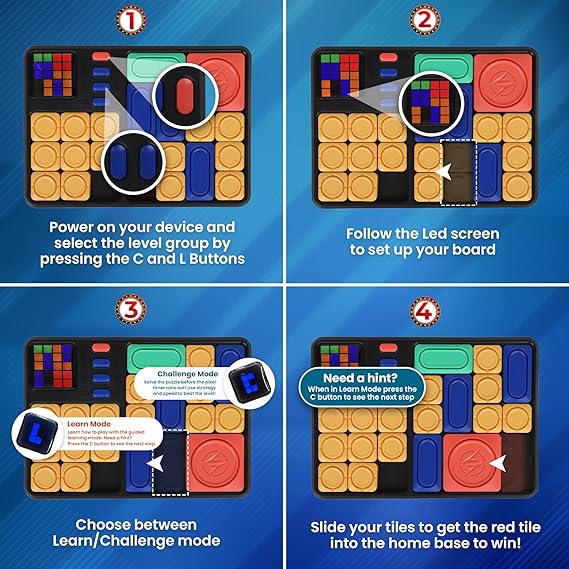 1
Power on your device and
select the level group by
pressing the C and L Buttons
2
Follow the Led screen
to set up your board
3
Challenge Mode
Solve the puzzle before the pixel
timer runs out! Use strategy
and speed to beat the level!
Learn Mode
Learn how to play with the guided
learning mode. Need a hint?
Press the C button to see the next step
Choose between
Learn/Challenge mode
4
Need a hint?
When in Learn Mode press the
C button to see the next step
Slide your tiles to get the red tile
into the home base to win!